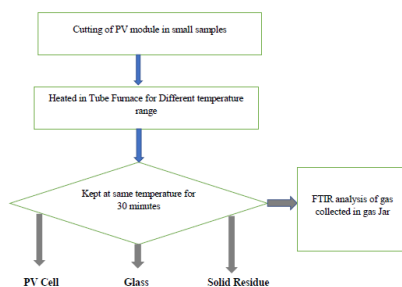 Cutting of PV module in small samples
Heated in Tube Furnace for Different temperature
range
Kept at same temperature for
30 minutes
FTIR analysis of gas
collected in gas Jar
PV Cell
Glass
Solid Residue